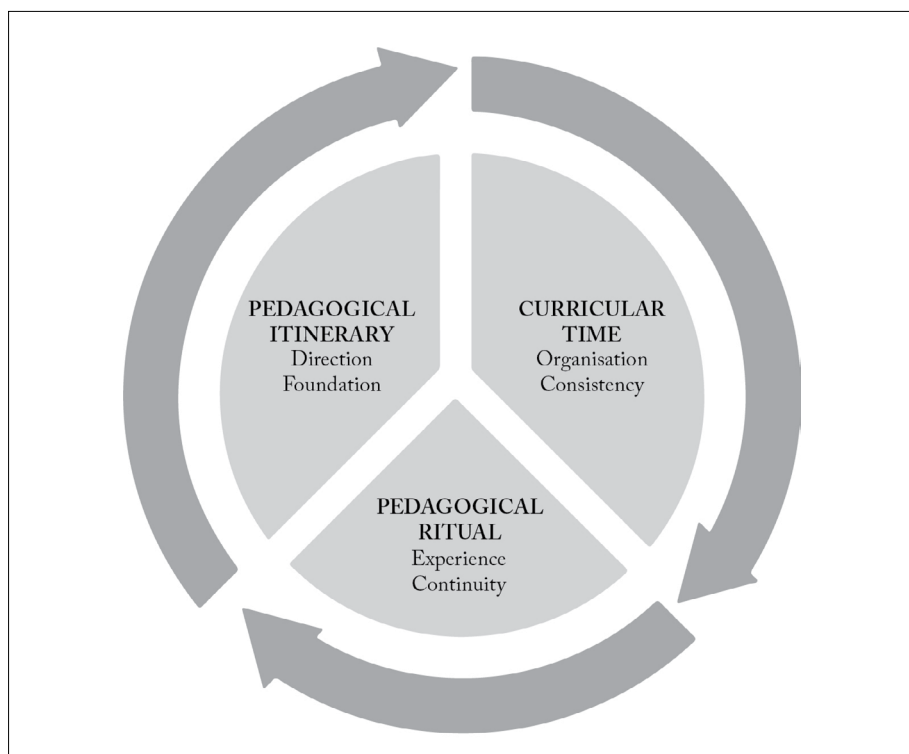 PEDAGOGICAL
ITINERARY
Direction
Foundation
CURRICULAR
TIME
Organisation
Consistency
PEDAGOGICAL
RITUAL
Experience
Continuity